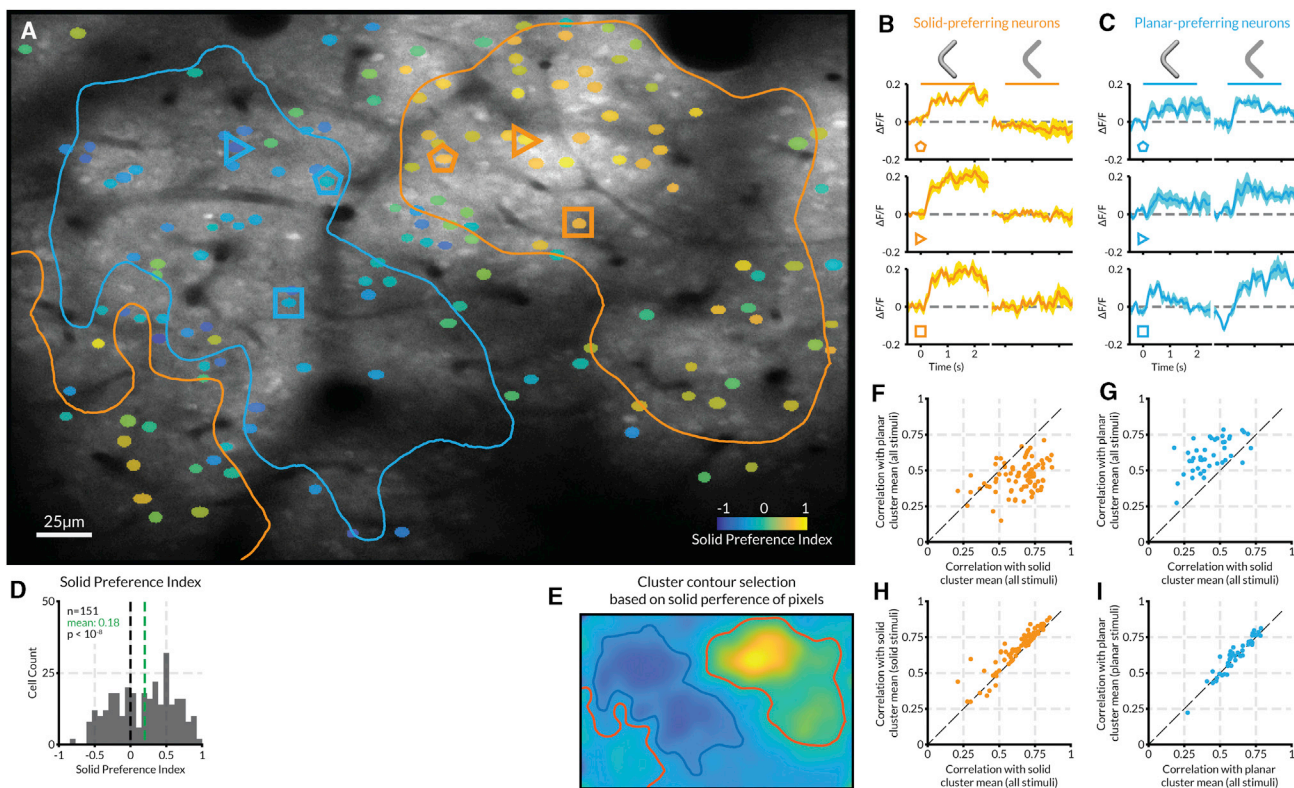 A
25μm
-1 0 1
Solid Preference Index
B Solid-preferring neurons
0.2
0
-0.2
ΔF/F
0.2
0
-0.2
ΔF/F
0.2
0
-0.2
ΔF/F
0 1 2
Time (s)
C Planar-preferring neurons
0.2
0
-0.2
ΔF/F
0.2
0
-0.2
ΔF/F
0.2
0
-0.2
ΔF/F
0 1 2
Time (s)
D Solid Preference Index
n=151
mean: 0.18
p < 10-8
50
25
0
Cell Count
-1 -0.5 0 0.5 1
Solid Preference Index
E Cluster contour selection
based on solid perference of pixels
F
1
0.75
0.5
0.25
0
Correlation with planar
cluster mean (all stimuli)
0 0.25 0.5 0.75 1
Correlation with solid
cluster mean (all stimuli)
G
1
0.75
0.5
0.25
0
Correlation with planar
cluster mean (all stimuli)
0 0.25 0.5 0.75 1
Correlation with solid
cluster mean (all stimuli)
H
1
0.75
0.5
0.25
0
Correlation with solid
cluster mean (solid stimuli)
0 0.25 0.5 0.75 1
Correlation with solid
cluster mean (all stimuli)
I
1
0.75
0.5
0.25
0
Correlation with planar
cluster mean (planar stimuli)
0 0.25 0.5 0.75 1
Correlation with planar
cluster mean (all stimuli)